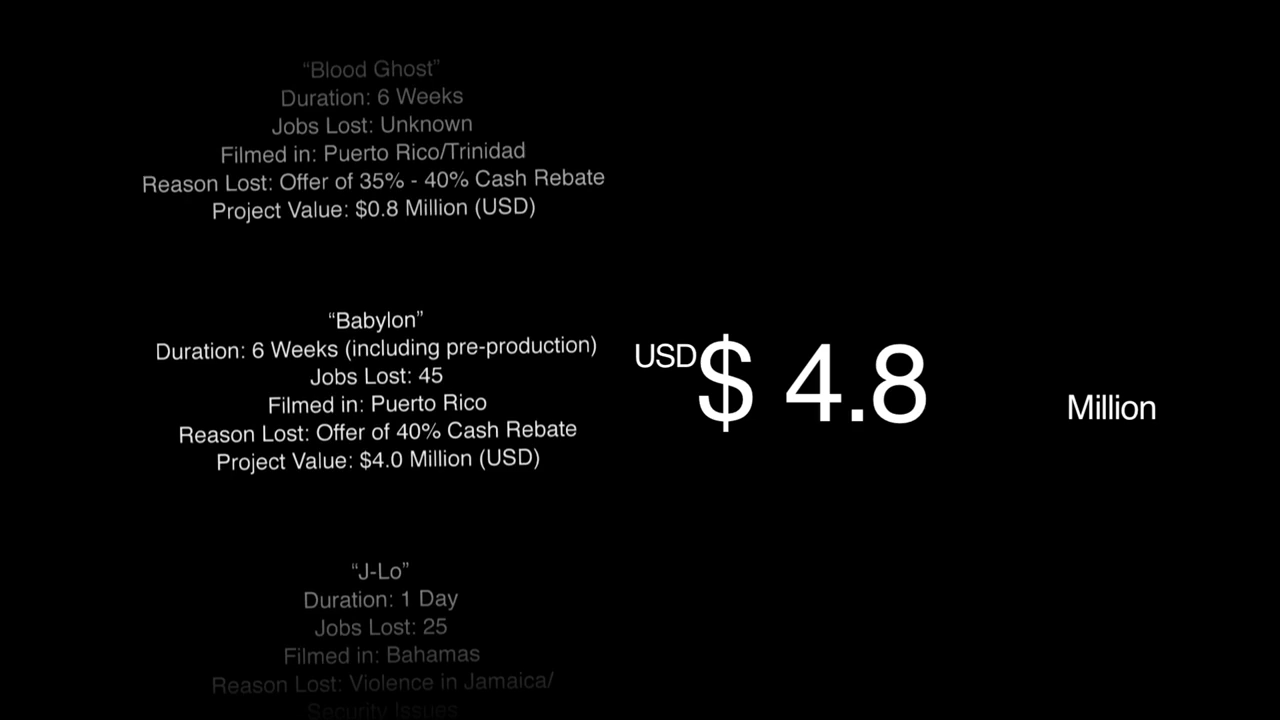 “Blood Ghost”
Duration: 6 Weeks
Jobs Lost: Unknown
Filmed in: Puerto Rico/Trinidad
Reason Lost: Offer of 35% - 40% Cash Rebate
Project Value: $0.8 Million (USD)
“Babylon”
Duration: 6 Weeks (including pre-production)
Jobs Lost: 45
Filmed in: Puerto Rico
Reason Lost: Offer of 40% Cash Rebate
Project Value: $4.0 Million (USD)
USD $ 4.8 Million
“J-Lo”
Duration: 1 Day
Jobs Lost: 25
Filmed in: Bahamas
Reason Lost: Violence in Jamaica/
Security Issues